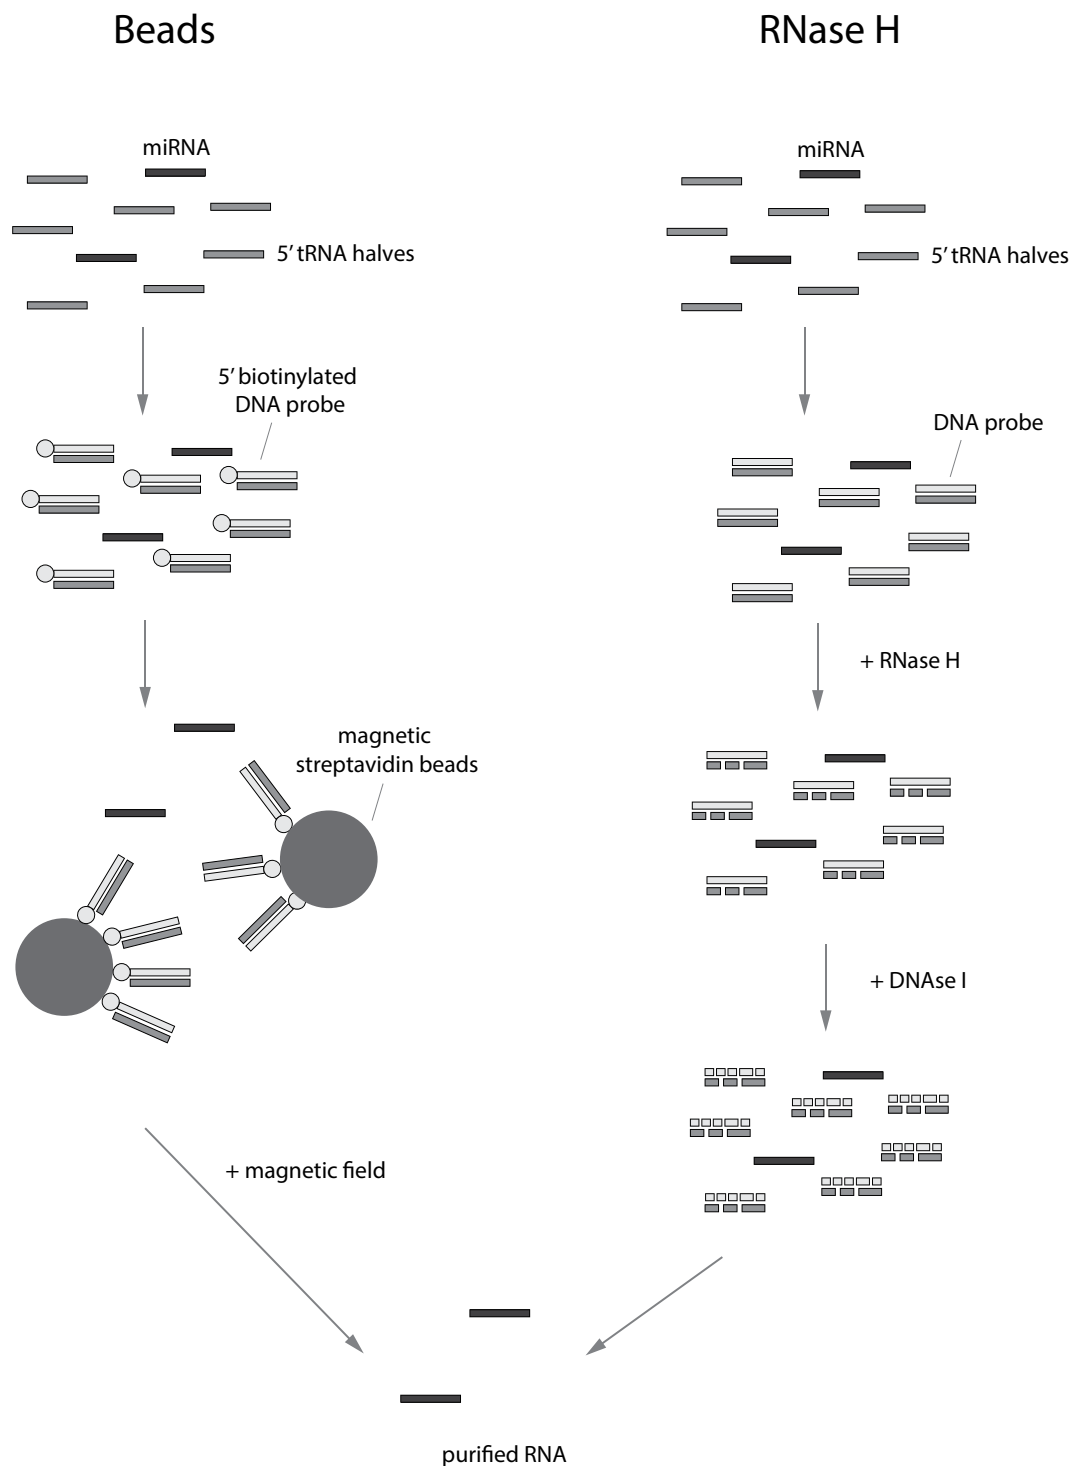 Beads
RNase H
miRNA
5’ tRNA halves
miRNA
5’ tRNA halves
5’ biotinylated
DNA probe
DNA probe
+ RNase H
magnetic
streptavidin beads
+ DNAse I
+ magnetic field
purified RNA